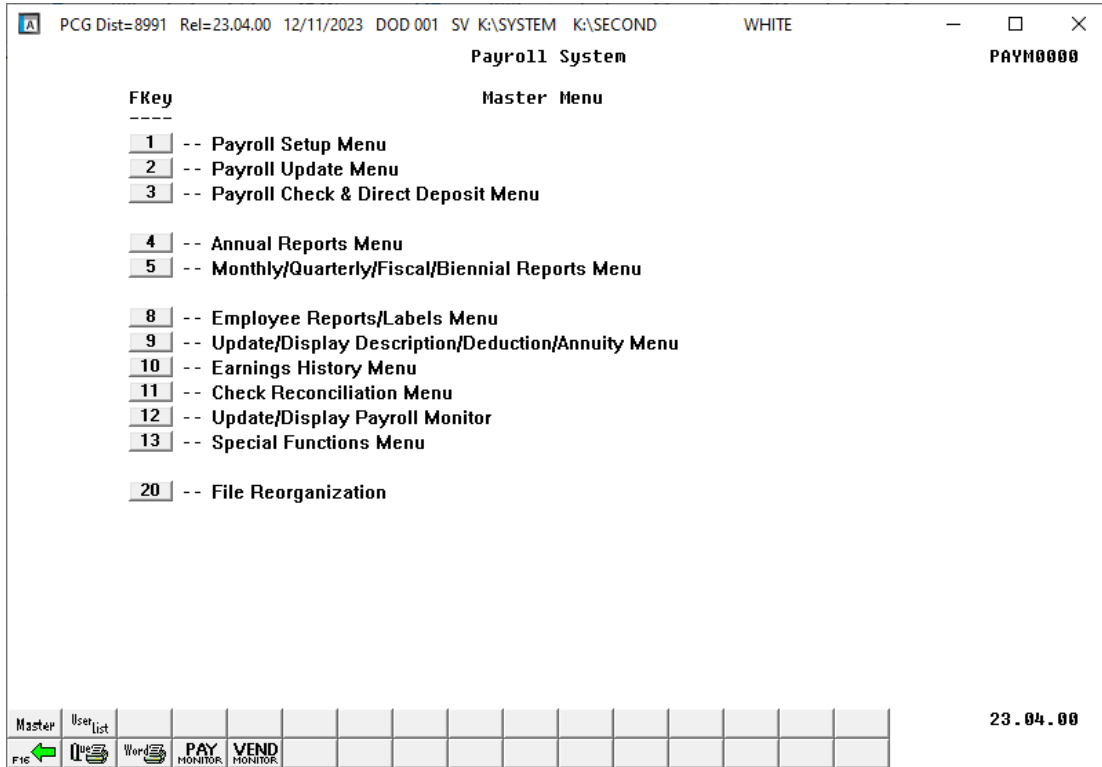 A PCG Dist=8991 Rel=23.04.00 12/11/2023 DOD 001 SV K:\SYSTEM K:\SECOND WHITE
Payroll System PAYM0000
FKey Master Menu
----
1 -- Payroll Setup Menu
2 -- Payroll Update Menu
3 -- Payroll Check & Direct Deposit Menu
4 -- Annual Reports Menu
5 -- Monthly/Quarterly/Fiscal/Biennial Reports Menu
8 -- Employee Reports/Labels Menu
9 -- Update/Display Description/Deduction/Annuity Menu
10 -- Earnings History Menu
11 -- Check Reconciliation Menu
12 -- Update/Display Payroll Monitor
13 -- Special Functions Menu
20 -- File Reorganization
Master User List 23.04.00
F16 Que Word PAY MONITOR VEND MONITOR